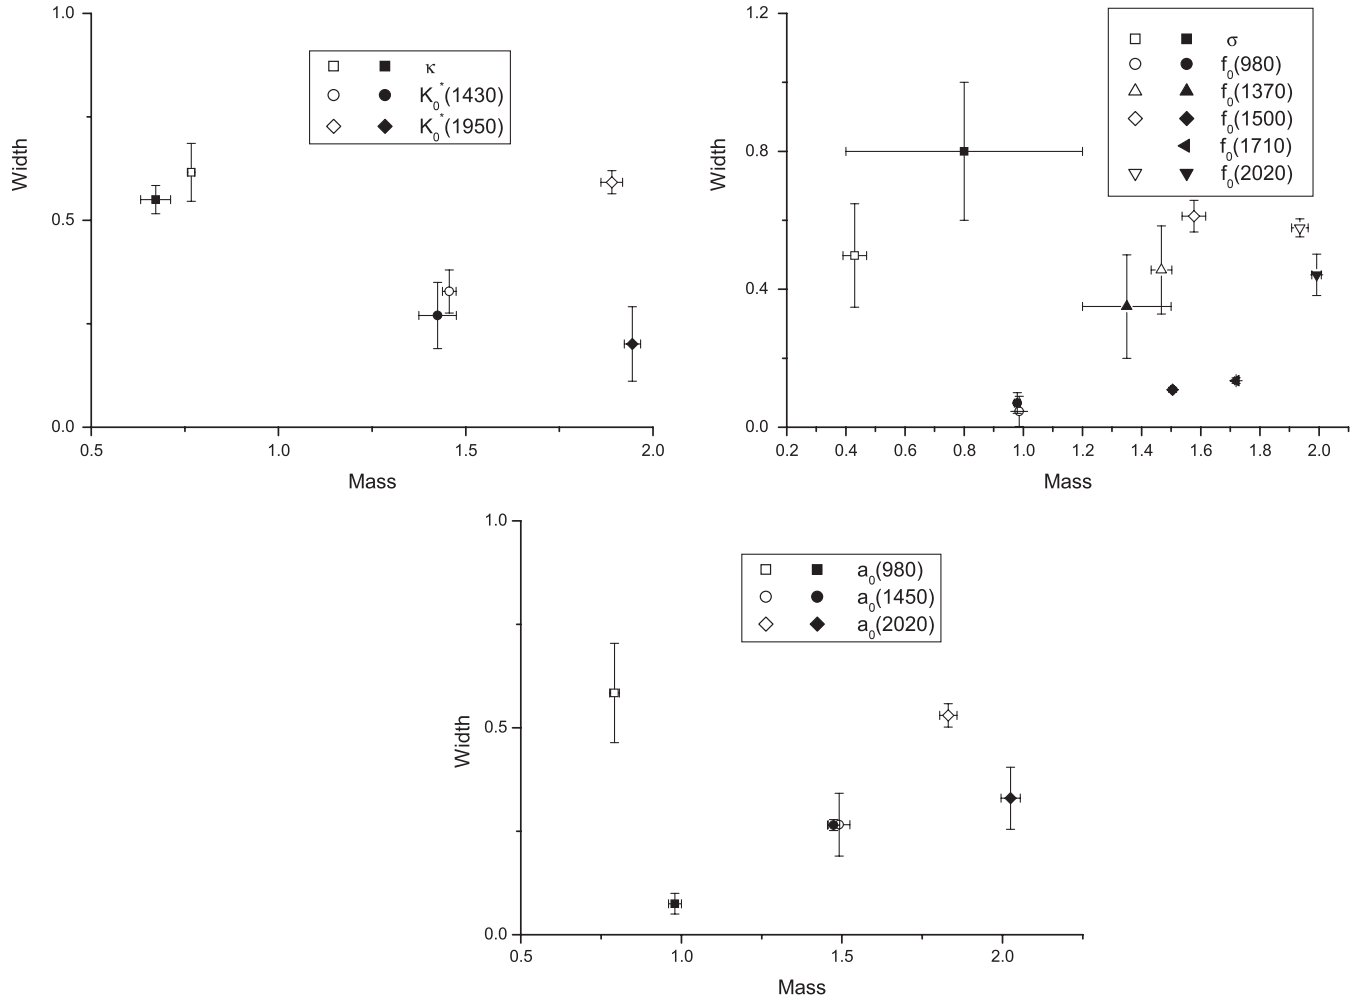 1.0
0.5
0.0
Width
0.5 1.0 1.5 2.0
Mass
κ
K₀*(1430)
K₀*(1950)
1.2
0.8
0.4
0.0
Width
0.2 0.4 0.6 0.8 1.0 1.2 1.4 1.6 1.8 2.0
Mass
σ
f₀(980)
f₀(1370)
f₀(1500)
f₀(1710)
f₀(2020)
1.0
0.5
0.0
Width
0.5 1.0 1.5 2.0
Mass
a₀(980)
a₀(1450)
a₀(2020)